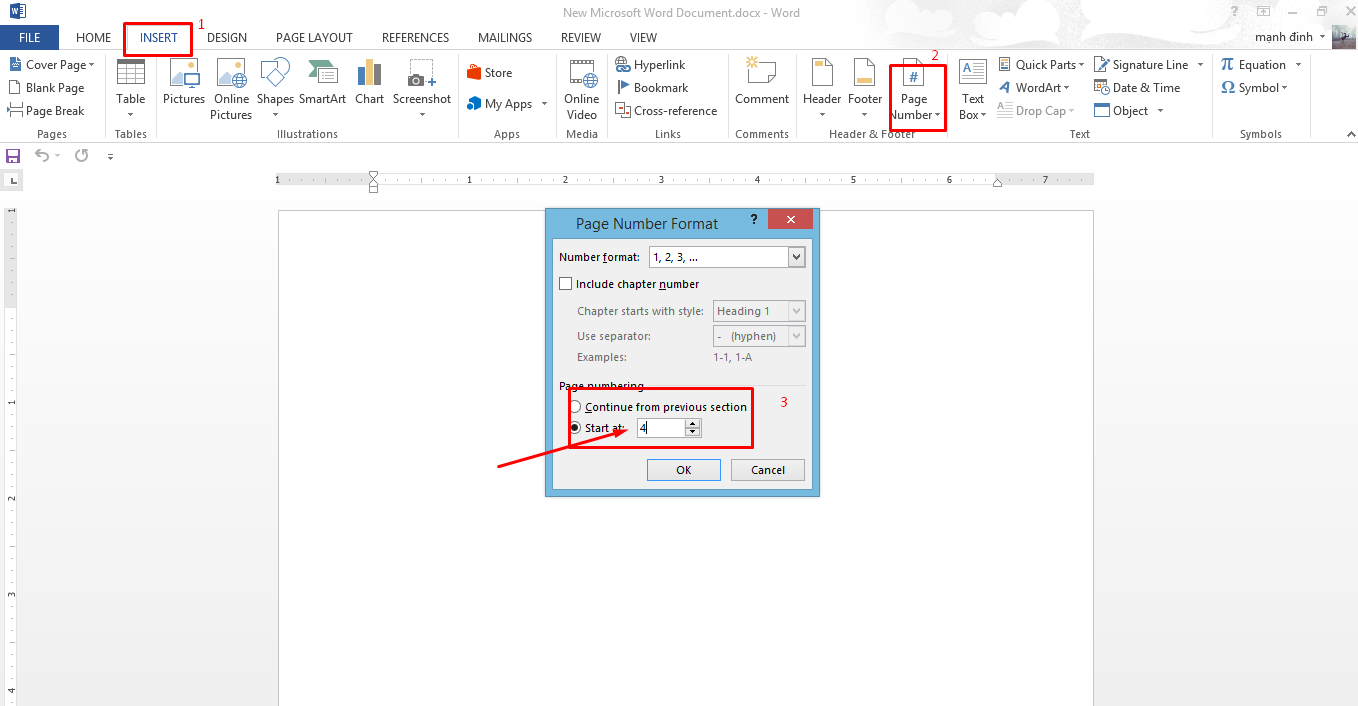 New Microsoft Word Document.docx - Word
?
FILE HOME INSERT 1 DESIGN PAGE LAYOUT REFERENCES MAILINGS REVIEW VIEW mạnh đinh
Cover Page
Blank Page
Page Break
Pages
Table
Tables
Pictures
Online
Pictures
Shapes
SmartArt
Chart
Screenshot
Illustrations
Store
My Apps
Apps
Online
Video
Media
Hyperlink
Bookmark
Cross-reference
Links
Comment
Comments
Header
Footer
2
#
Page
Number
Header & Footer
A
Text
Box
Quick Parts
WordArt
Drop Cap
Signature Line
Date & Time
Object
Text
π Equation
Ω Symbol
Symbols
1 1 2 3 4 5 6 7
1
1
2
3
4
Page Number Format ?
Number format: 1, 2, 3, ...
Include chapter number
Chapter starts with style: Heading 1
Use separator: - (hyphen)
Examples: 1-1, 1-A
Page numbering
Continue from previous section 3
Start at: 4
OK Cancel